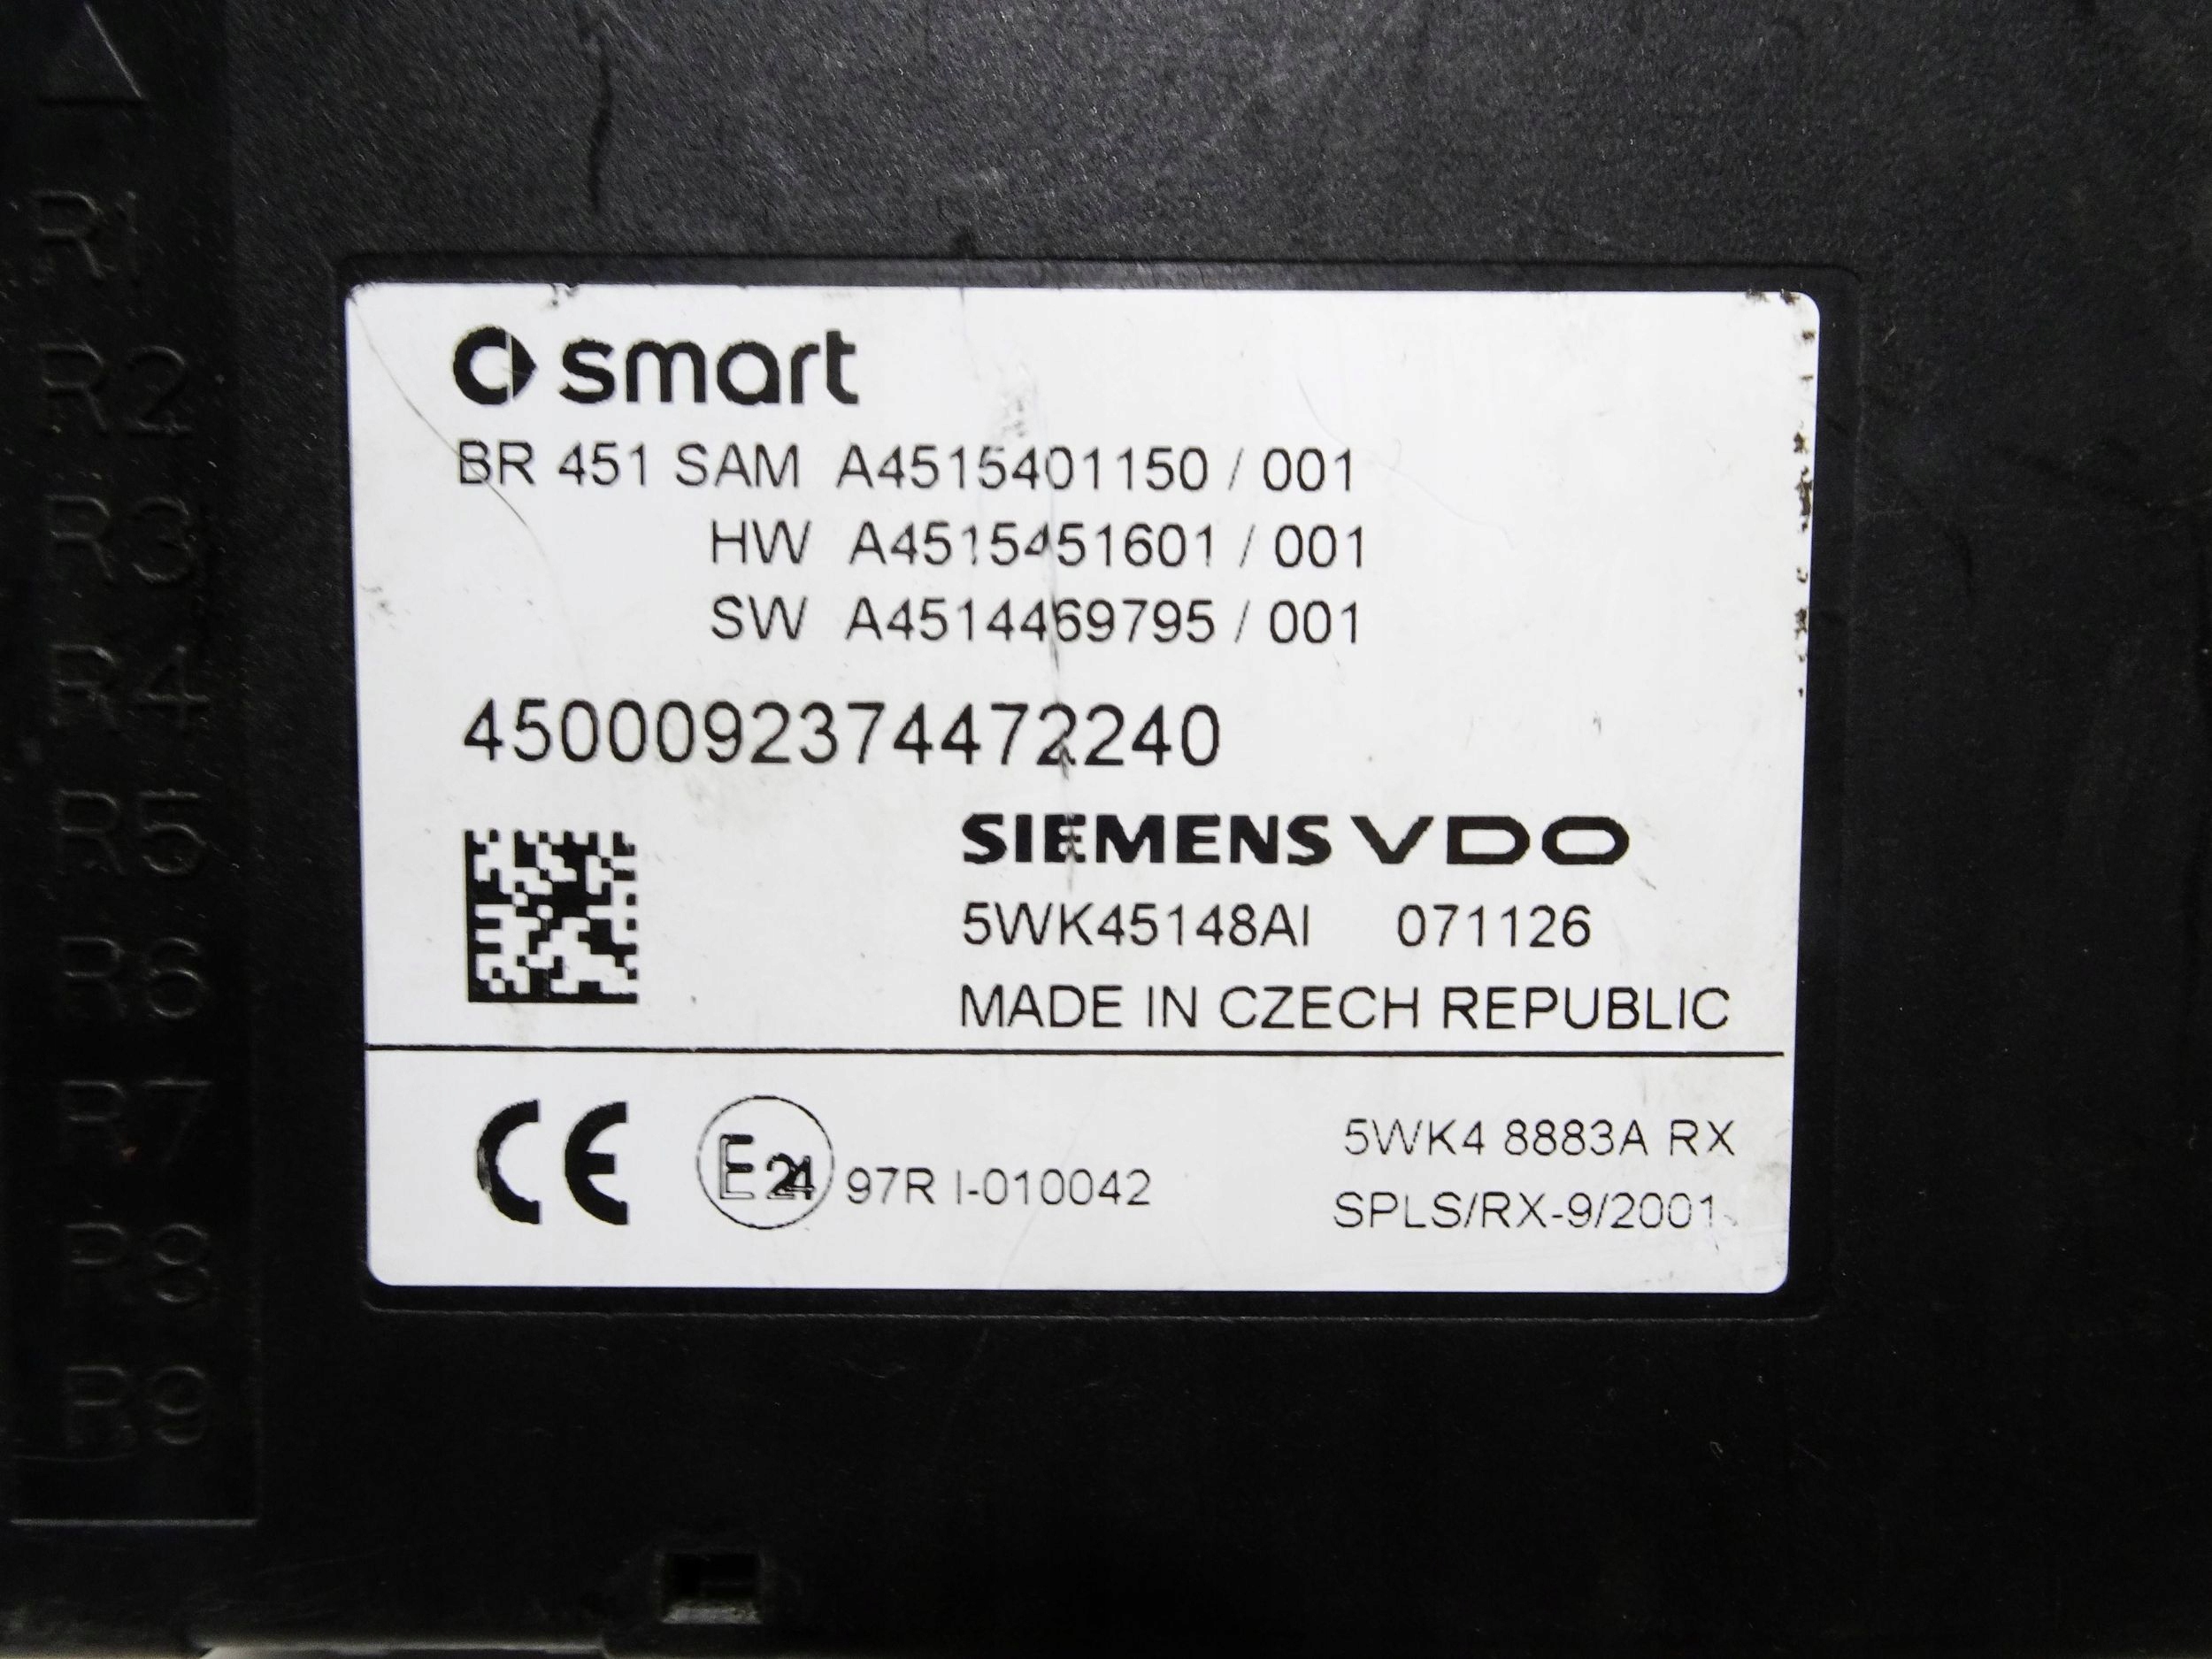 smart
BR 451 SAM A4515401150 / 001
HW A4515451601 / 001
SW A4514469795 / 001
4500092374472240
SIEMENS VDO
5WK45148AI 071126
MADE IN CZECH REPUBLIC
CE E24 97R I-010042
5WK4 8883A RX
SPLS/RX-9/2001
R1
R2
R3
R4
R5
R6
R7
R8
R9